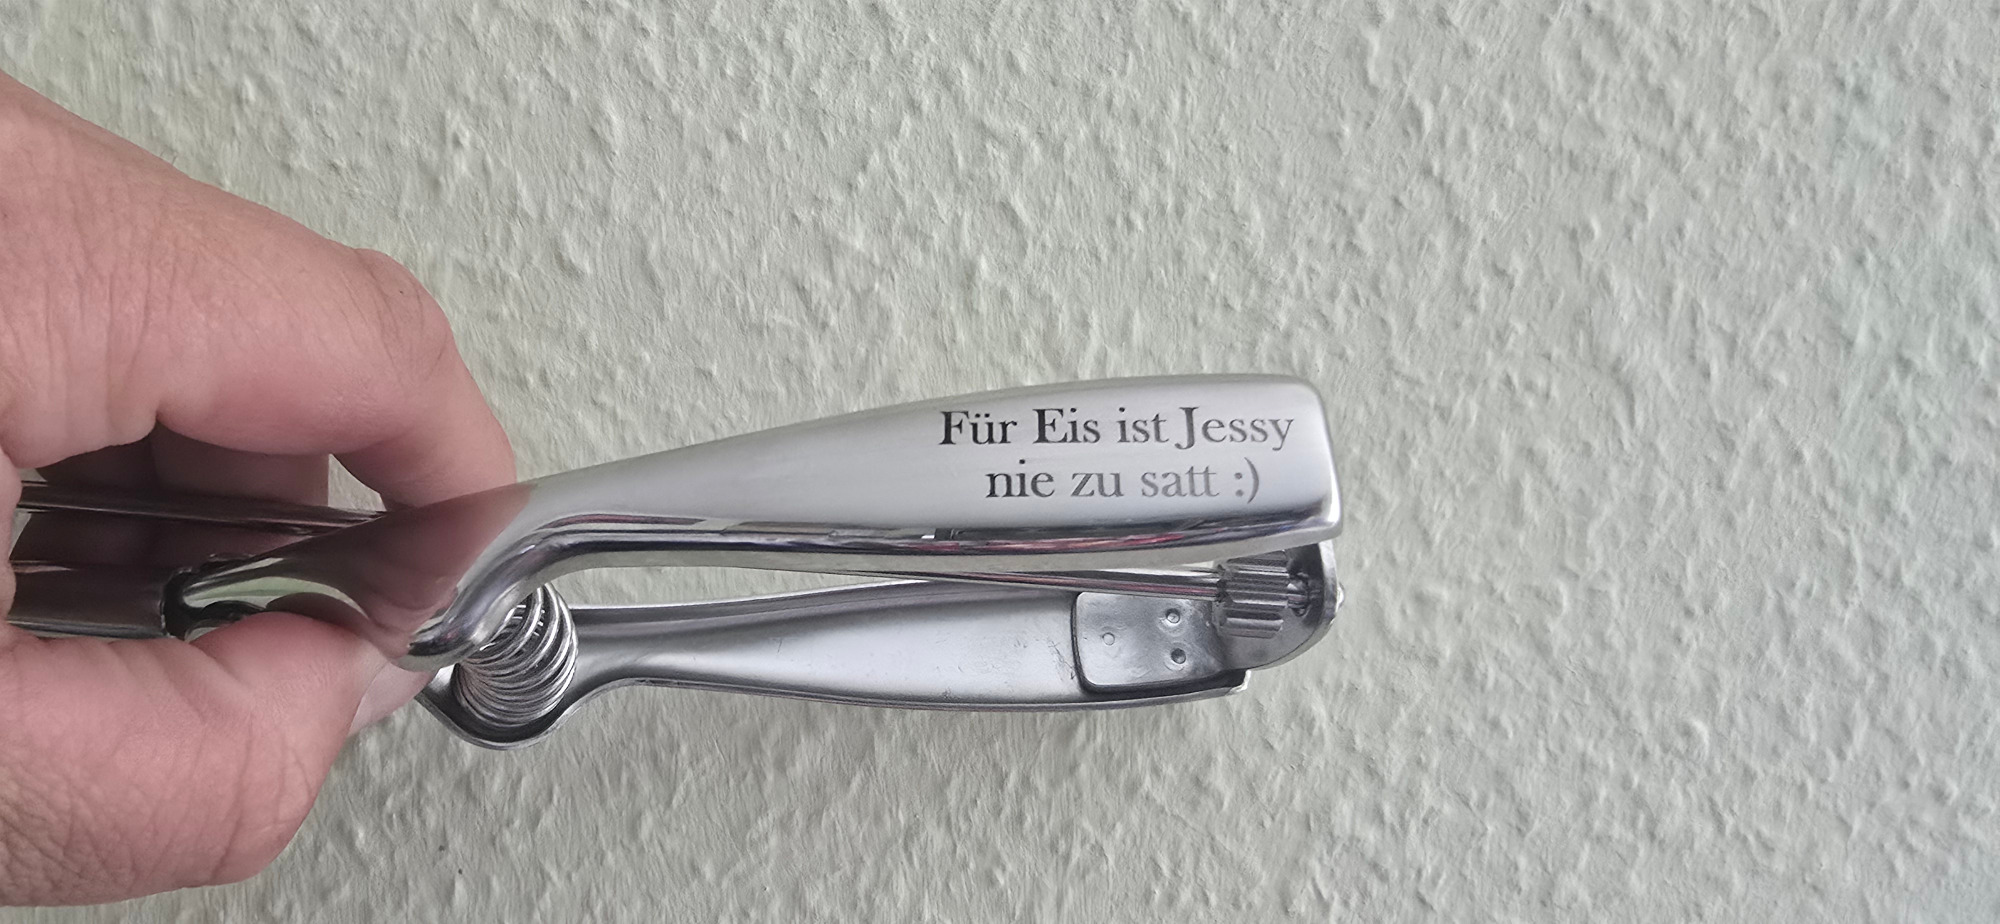 Für Eis ist Jessy
nie zu satt :)